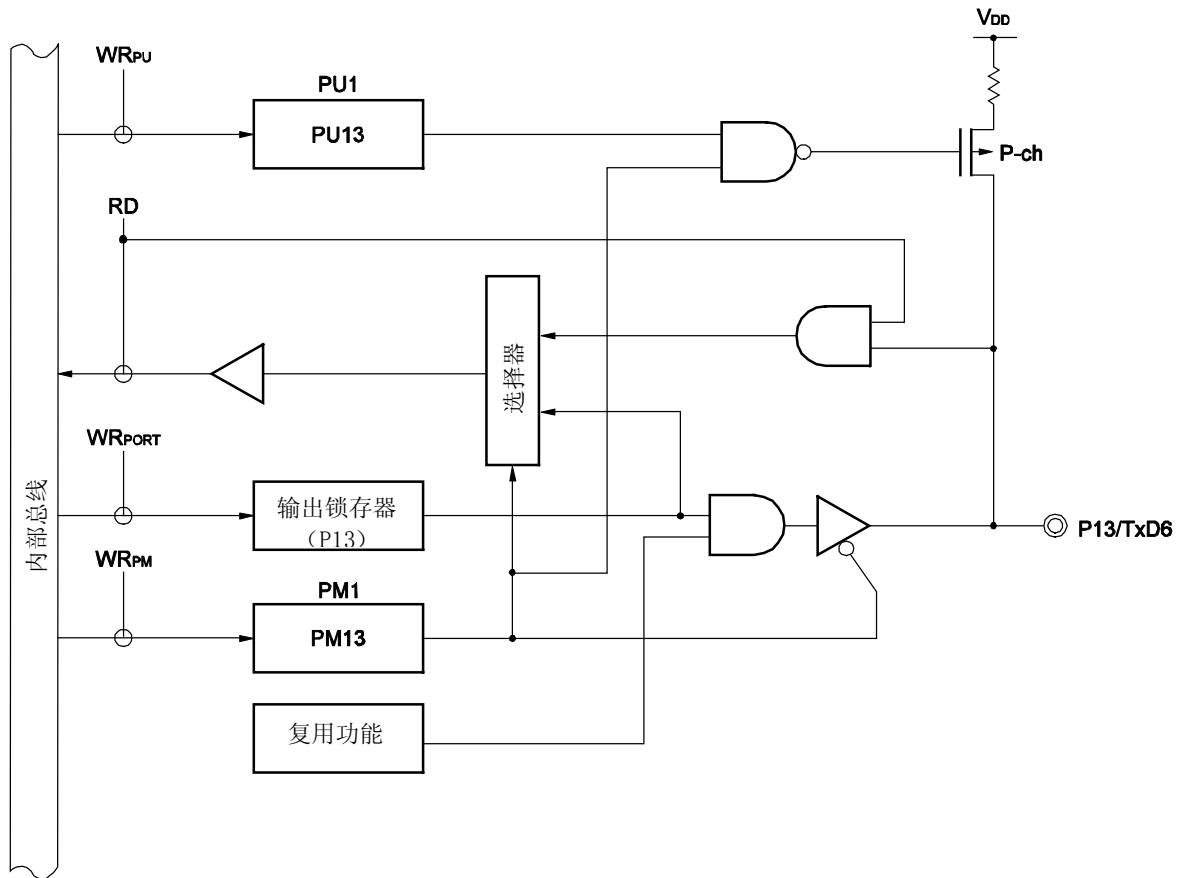 VDD
WRPU
PU1
PU13
P-ch
RD
选择器
WRPORT
输出锁存器
（P13）
内部总线
P13/TxD6
WRPM
PM1
PM13
复用功能